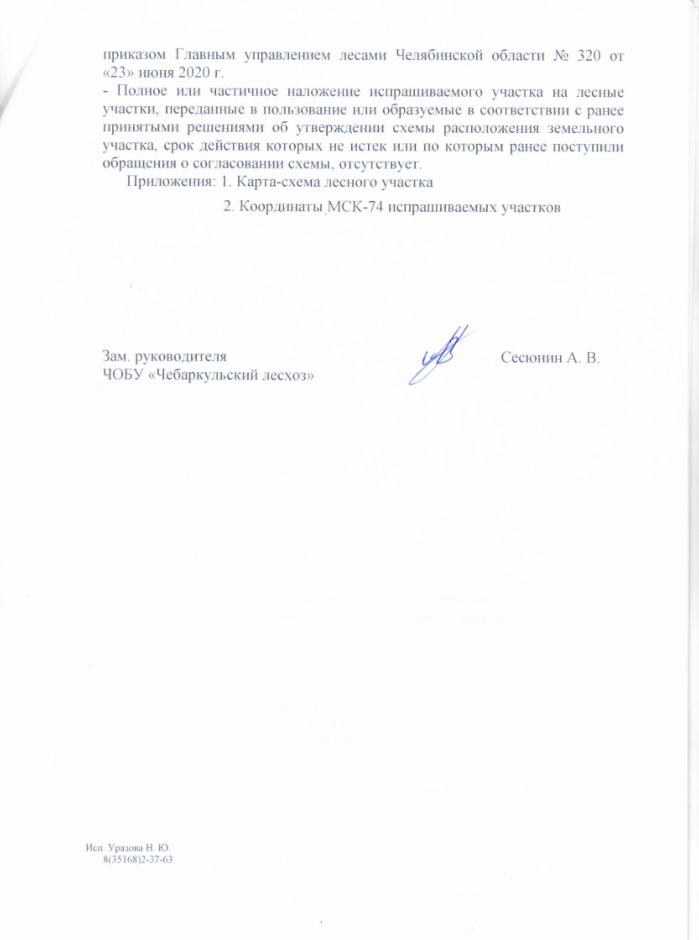 приказом Главным управлением лесами Челябинской области № 320 от
«23» июня 2020 г.
- Полное или частичное наложение испрашиваемого участка на лесные
участки, переданные в пользование или образуемые в соответствии с ранее
принятыми решениями об утверждении схемы расположения земельного
участка, срок действия которых не истек или по которым ранее поступили
обращения о согласовании схемы, отсутствует.
Приложения: 1. Карта-схема лесного участка
2. Координаты МСК-74 испрашиваемых участков
Зам. руководителя Сесюнин А. В.
ЧОБУ «Чебаркульский лесхоз»
Исп. Уразова Н. Ю.
8(35168)2-37-63